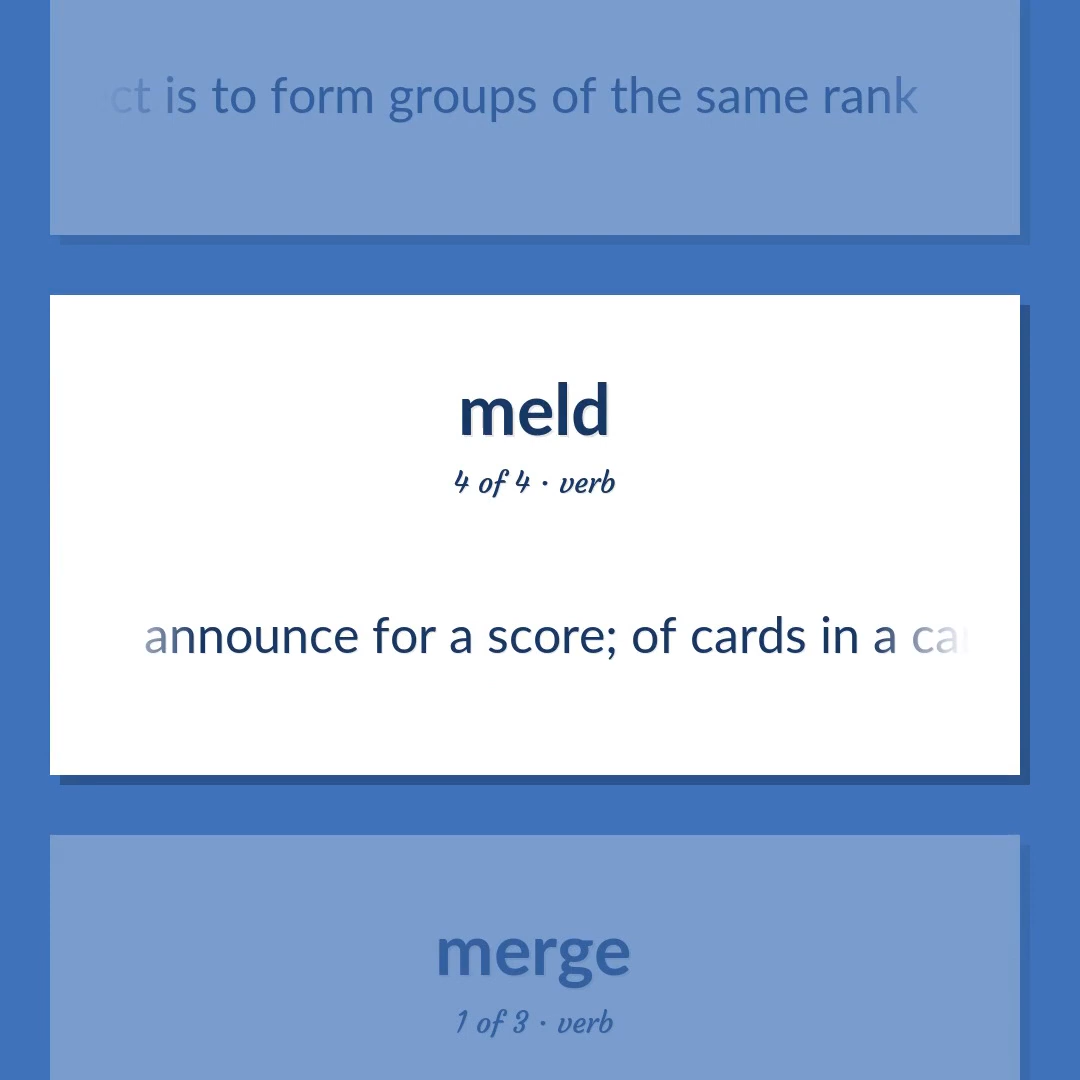 is to form groups of the same rank
meld
4 of 4 · verb
announce for a score; of cards in a
merge
1 of 3 · verb